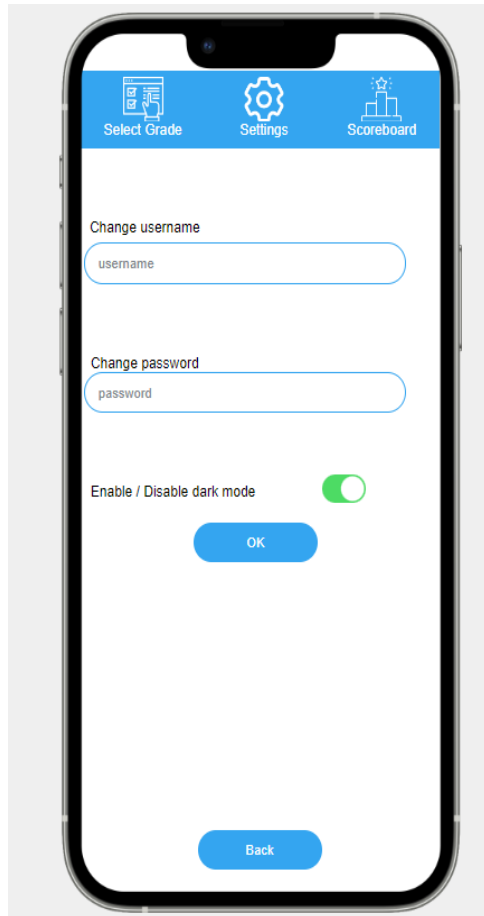 Select Grade Settings Scoreboard
Change username
username
Change password
password
Enable / Disable dark mode
OK
Back